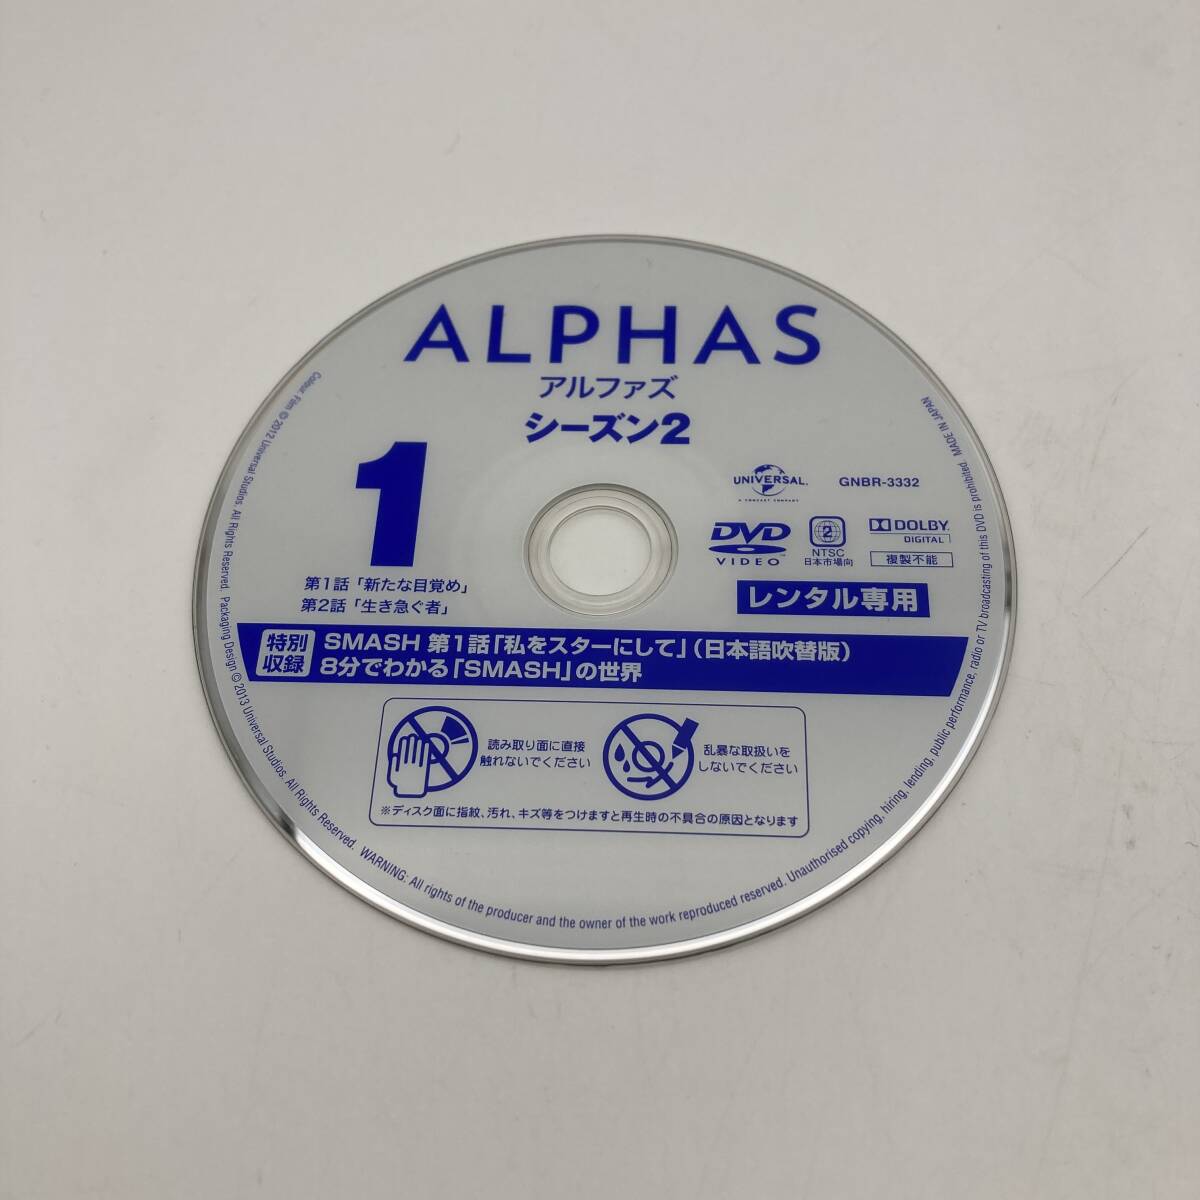 ALPHAS
アルファズ
シーズン2
1
第1話「新たな目覚め」
第2話「生き急ぐ者」
UNIVERSAL
A COMCAST COMPANY
GNBR-3332
DVD
VIDEO
2
NTSC
日本市場向
DOLBY
DIGITAL
複製不能
レンタル専用
特別
収録
SMASH 第1話「私をスターにして」(日本語吹替版)
8分でわかる「SMASH」の世界
読み取り面に直接
触れないでください
乱暴な取扱いを
しないでください
※ディスク面に指紋、汚れ、キズ等をつけますと再生時の不具合の原因となります
Colour Film © 2012 Universal Studios. All Rights Reserved. Packaging Design © 2013 Universal Studios. All Rights Reserved. WARNING: All rights of the producer and the owner of the work reproduced reserved. Unauthorised copying, hiring, lending, public performance, radio or TV broadcasting of this DVD is prohibited. MADE IN JAPAN